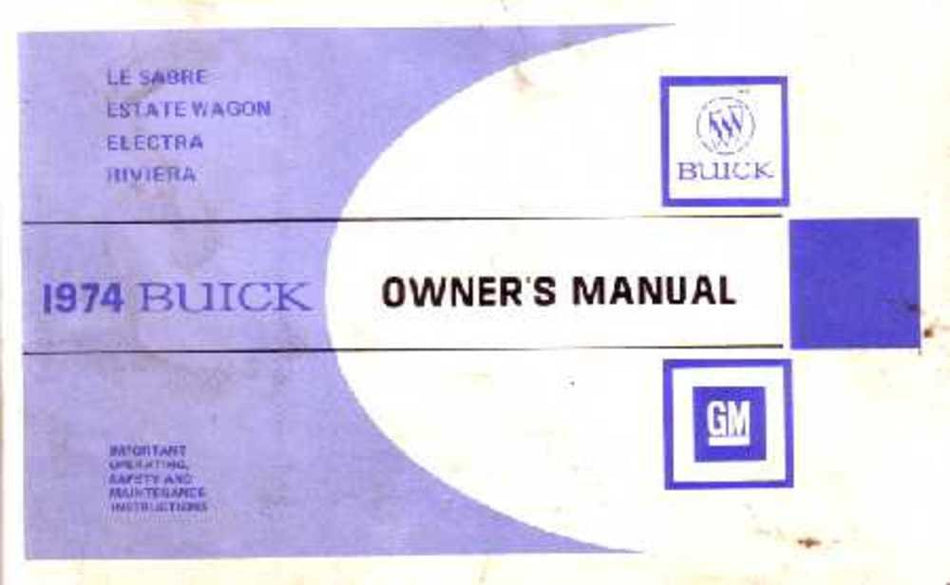 LE SABRE
ESTATE WAGON
ELECTRA
RIVIERA
BUICK
1974 BUICK
OWNER'S MANUAL
GM
IMPORTANT
OPERATING,
SAFETY AND
MAINTENANCE
INSTRUCTIONS